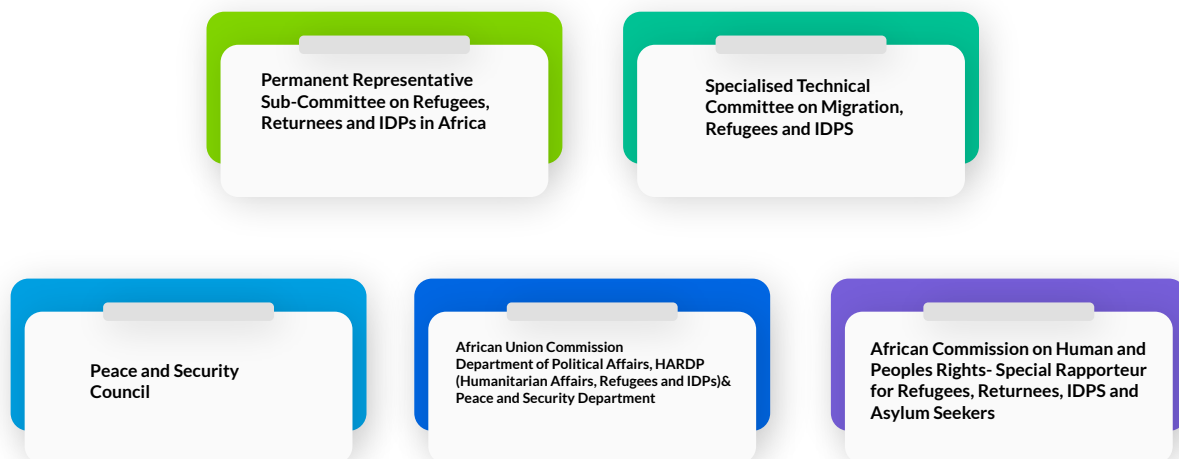 Permanent Representative
Sub-Committee on Refugees,
Returnees and IDPs in Africa
Specialised Technical
Committee on Migration,
Refugees and IDPS
Peace and Security
Council
African Union Commission
Department of Political Affairs, HARDP
(Humanitarian Affairs, Refugees and IDPs)&
Peace and Security Department
African Commission on Human and
Peoples Rights- Special Rapporteur
for Refugees, Returnees, IDPS and
Asylum Seekers